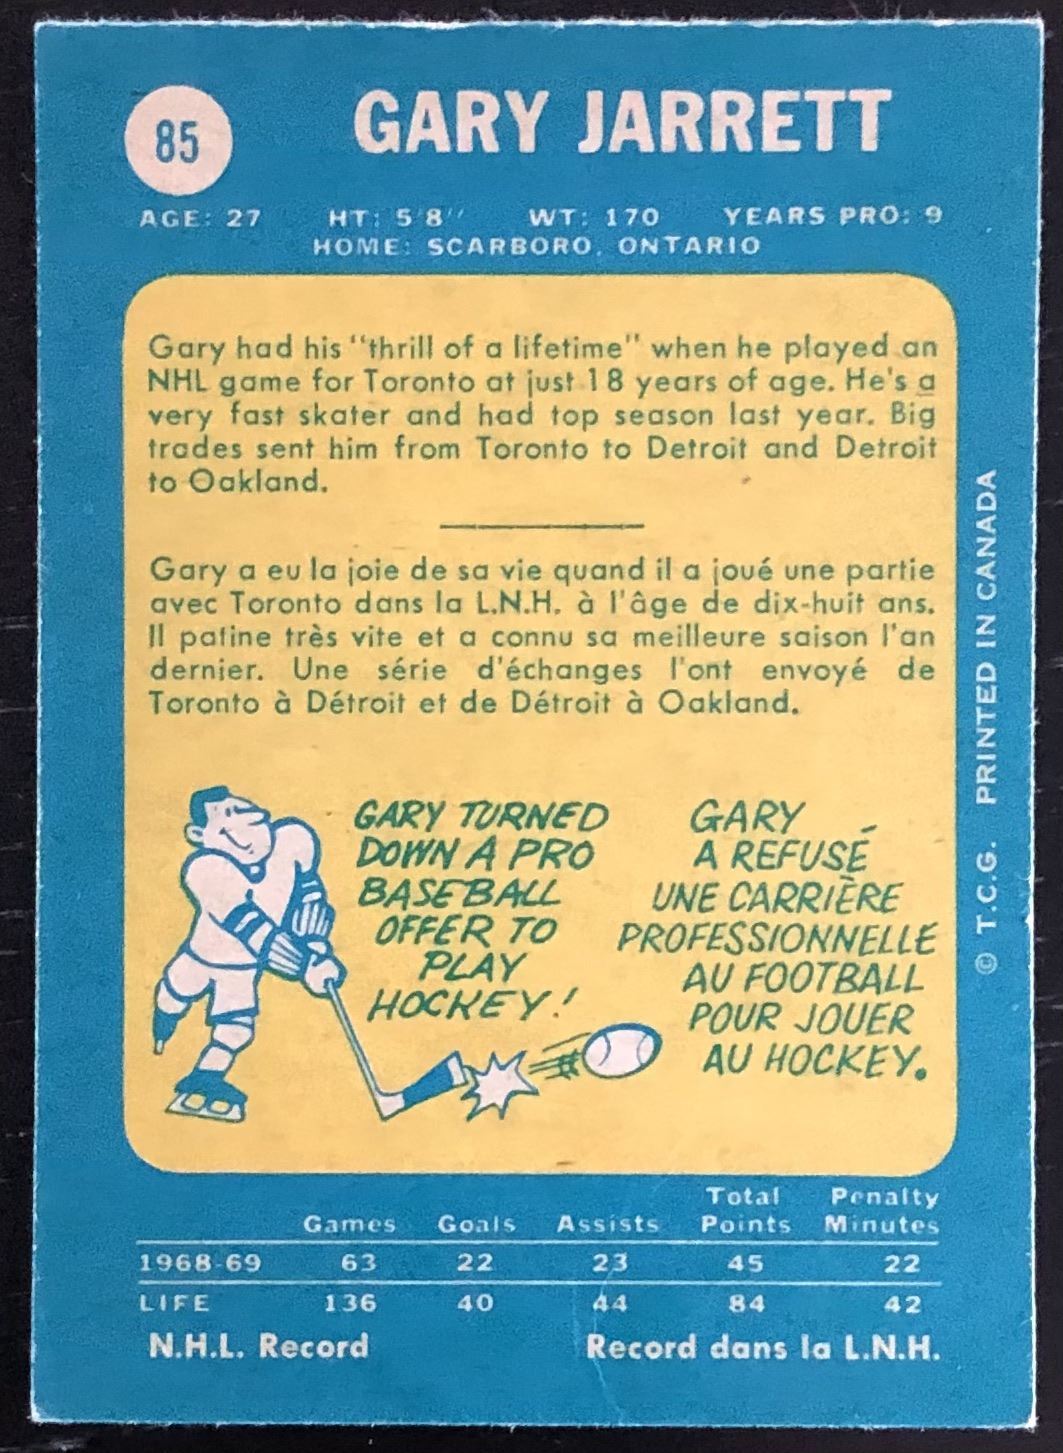 85
GARY JARRETT
AGE: 27 HT: 5'8" WT: 170 YEARS PRO: 9
HOME: SCARBORO, ONTARIO
Gary had his "thrill of a lifetime" when he played an
NHL game for Toronto at just 18 years of age. He's a
very fast skater and had top season last year. Big
trades sent him from Toronto to Detroit and Detroit
to Oakland.
Gary a eu la joie de sa vie quand il a joué une partie
avec Toronto dans la L.N.H. à l'âge de dix-huit ans.
Il patine très vite et a connu sa meilleure saison l'an
dernier. Une série d'échanges l'ont envoyé de
Toronto à Détroit et de Détroit à Oakland.
GARY TURNED
DOWN A PRO
BASEBALL
OFFER TO
PLAY
HOCKEY!
GARY
A REFUSÉ
UNE CARRIÈRE
PROFESSIONNELLE
AU FOOTBALL
POUR JOUER
AU HOCKEY.
© T.C.G. PRINTED IN CANADA
Total Penalty
Games Goals Assists Points Minutes
1968-69 63 22 23 45 22
LIFE 136 40 44 84 42
N.H.L. Record Record dans la L.N.H.